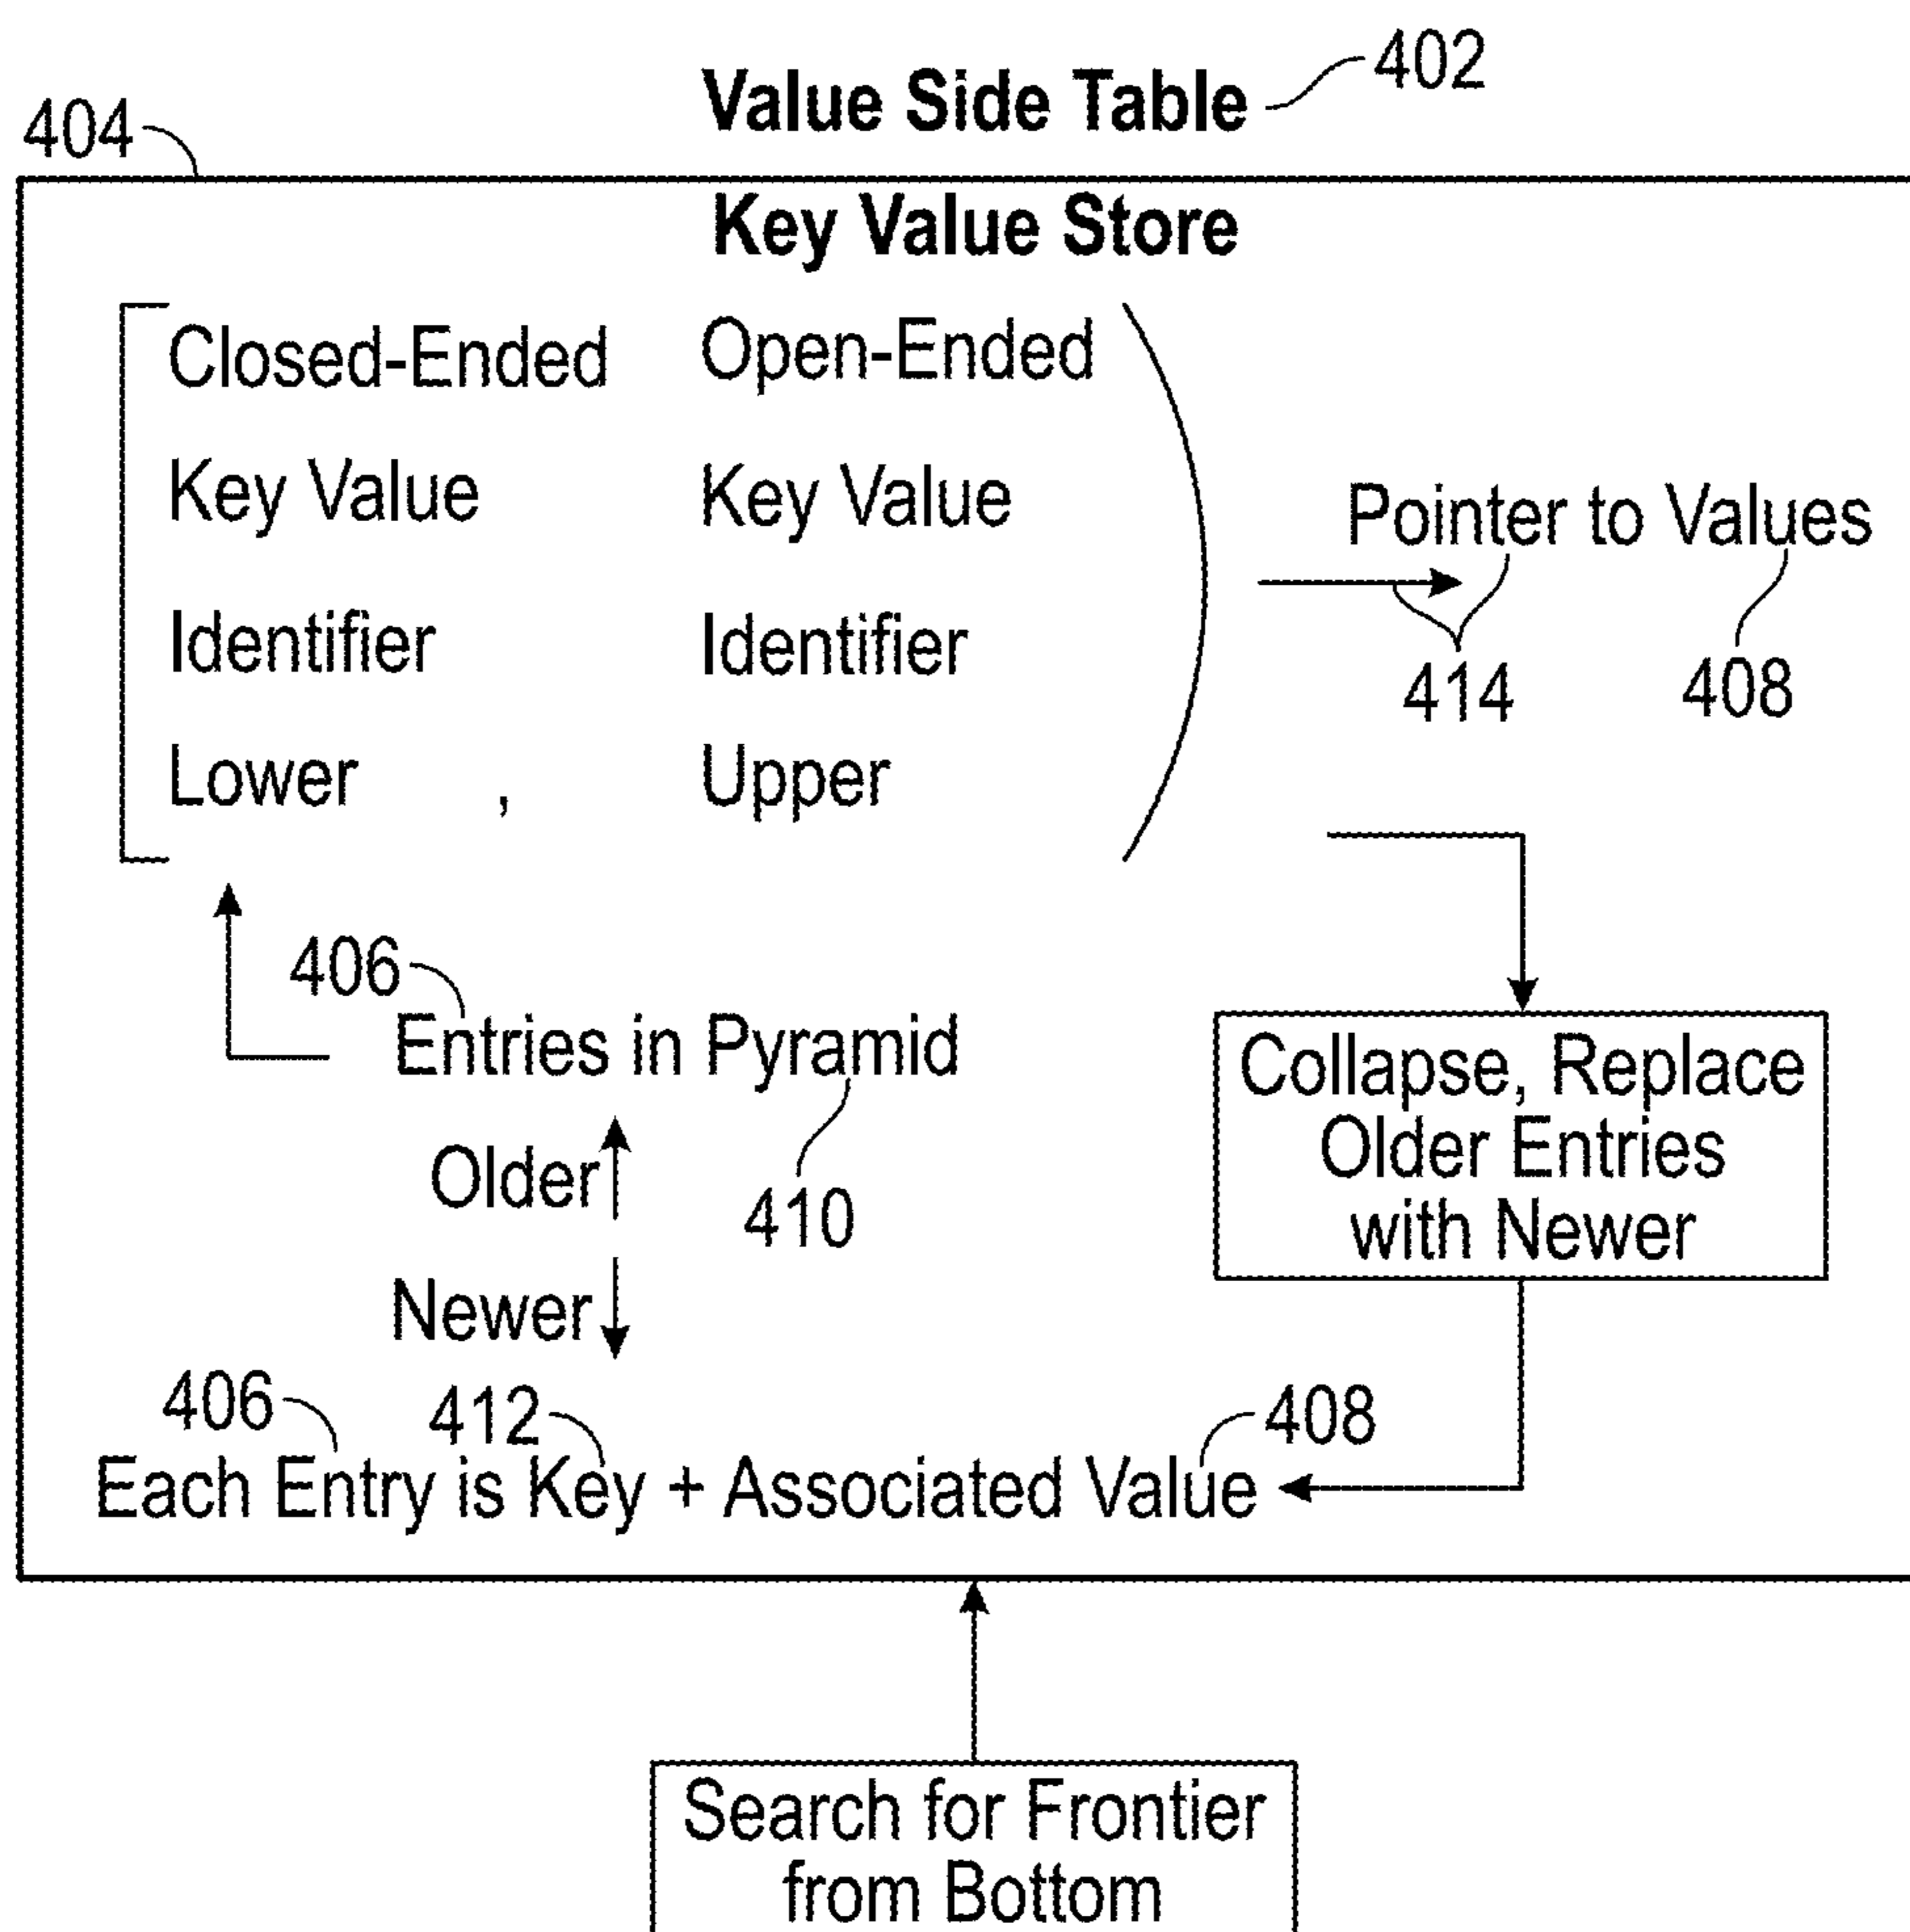 402
Value Side Table
404
Key Value Store
Closed-Ended Open-Ended
Key Value Key Value
Pointer to Values
Identifier Identifier
414 408
Lower , Upper
406
Entries in Pyramid
Collapse, Replace
Older Entries
with Newer
Older
410
Newer
406 412 408
Each Entry is Key + Associated Value
Search for Frontier
from Bottom